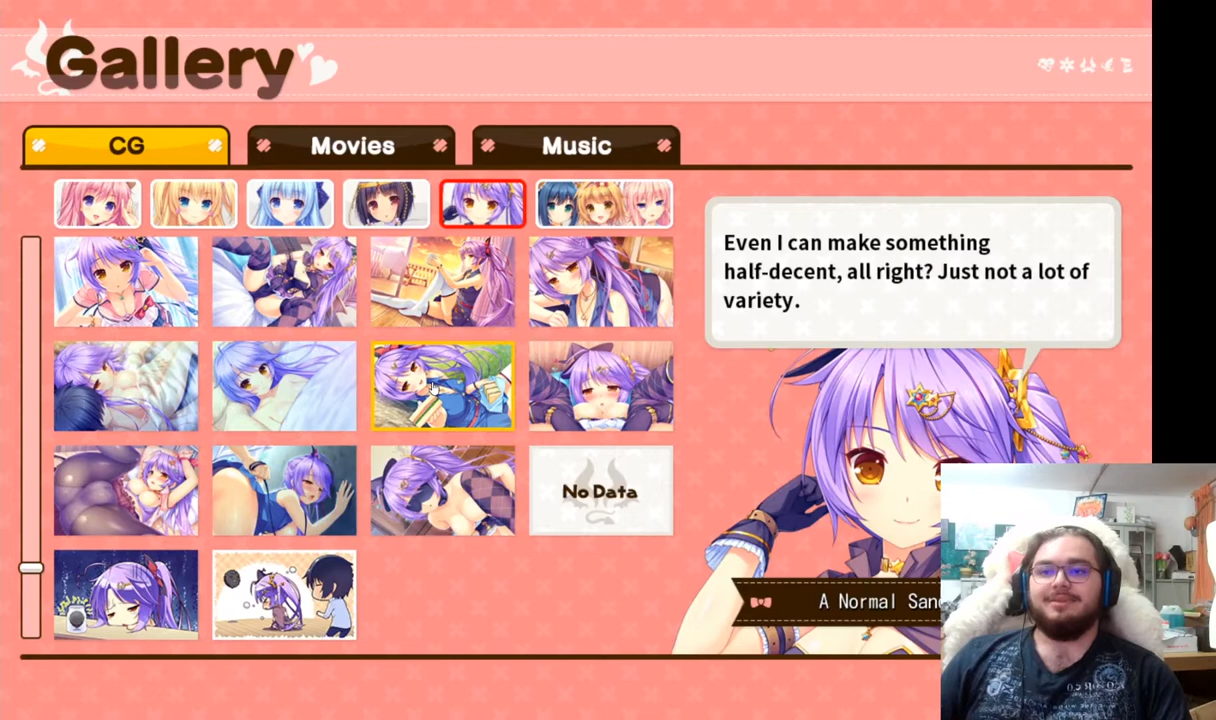 Gallery
CG
Movies
Music
Even I can make something
half-decent, all right? Just not a lot of
variety.
No Data
A Normal San